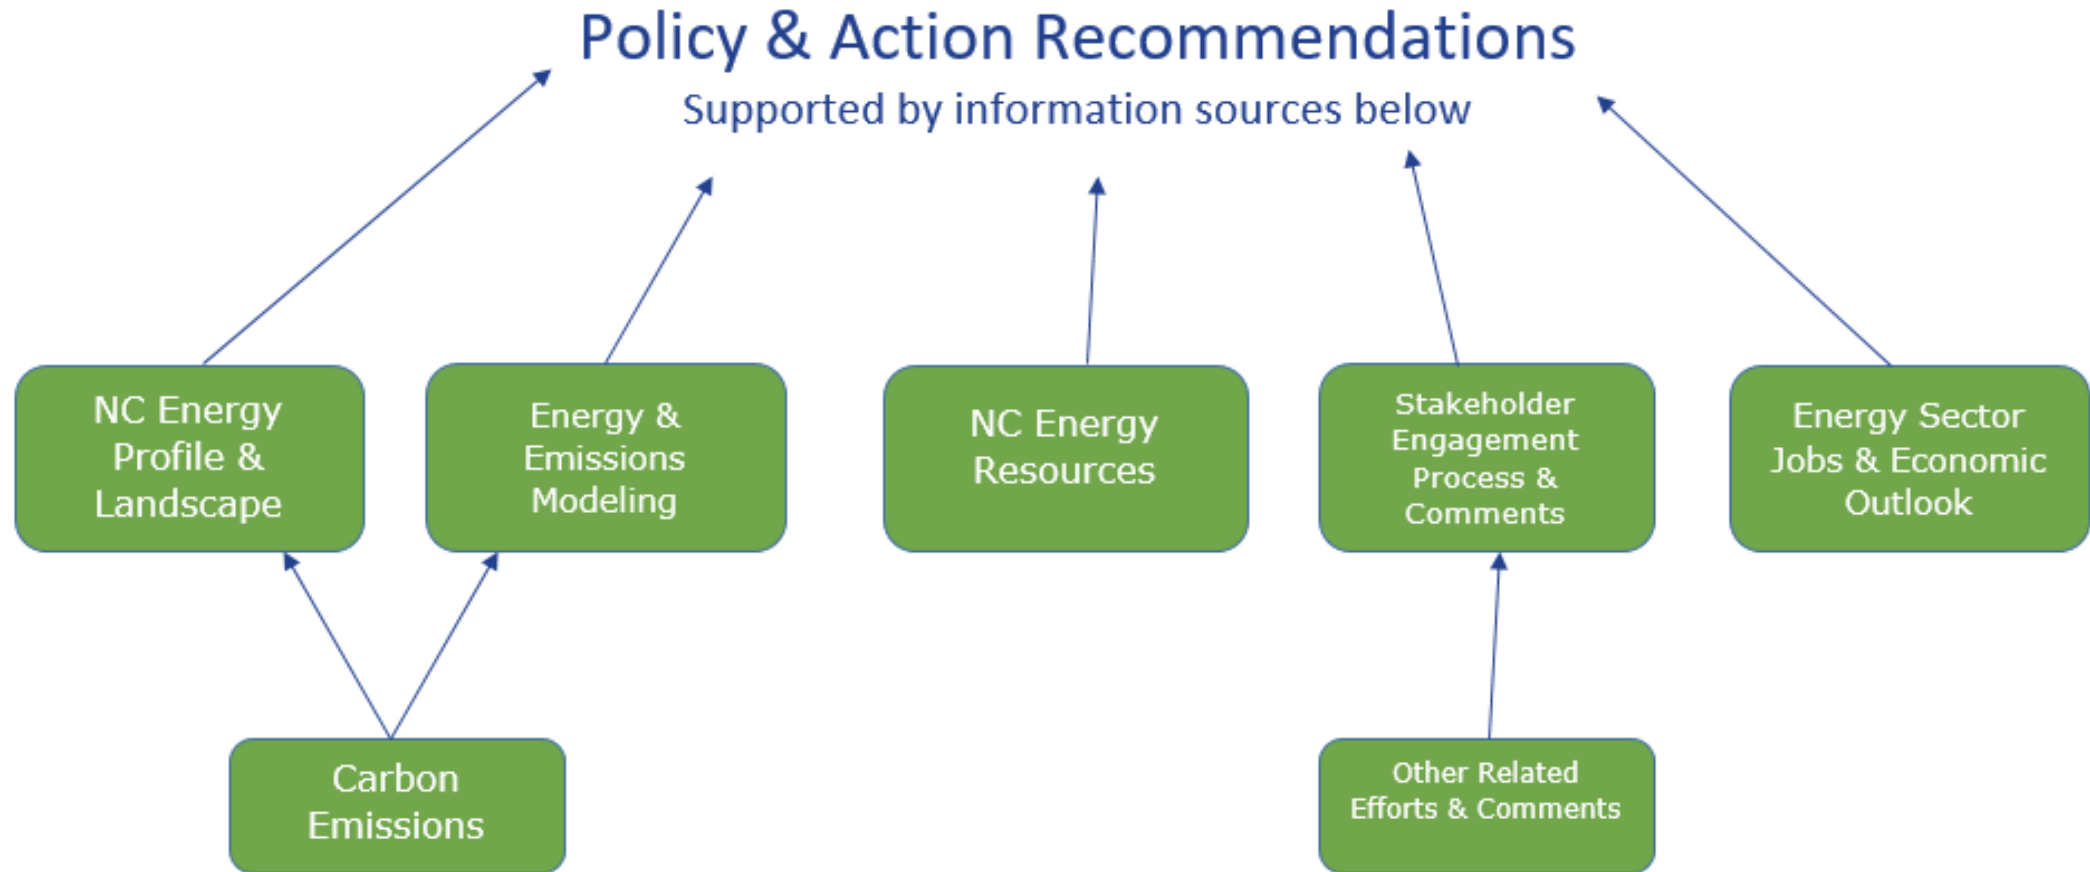 Policy & Action Recommendations
Supported by information sources below
NC Energy
Profile &
Landscape
Energy &
Emissions
Modeling
NC Energy
Resources
Stakeholder
Engagement
Process &
Comments
Energy Sector
Jobs & Economic
Outlook
Carbon
Emissions
Other Related
Efforts & Comments